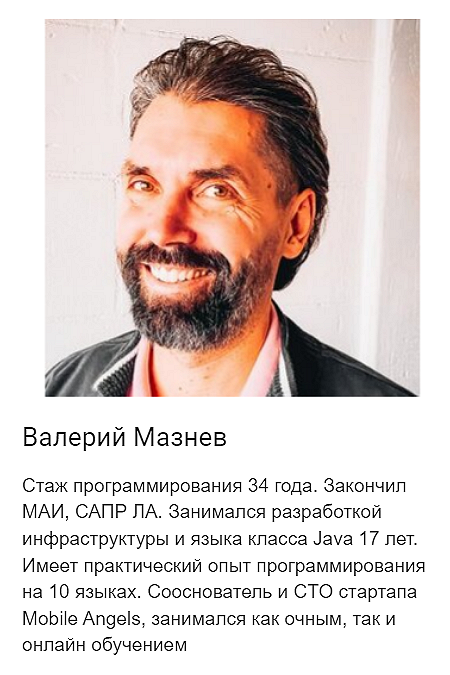 Валерий Мазнев
Стаж программирования 34 года. Закончил
МАИ, САПР ЛА. Занимался разработкой
инфраструктуры и языка класса Java 17 лет.
Имеет практический опыт программирования
на 10 языках. Сооснователь и CTO стартапа
Mobile Angels, занимался как очным, так и
онлайн обучением